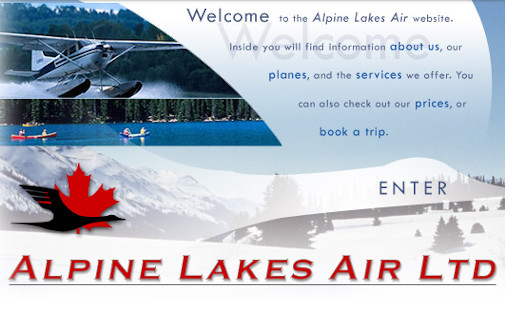 Welcome to the Alpine Lakes Air website.
Welcome
Inside you will find information about us, our
planes, and the services we offer. You
can also check out our prices, or
book a trip.
ENTER
ALPINE LAKES AIR LTD